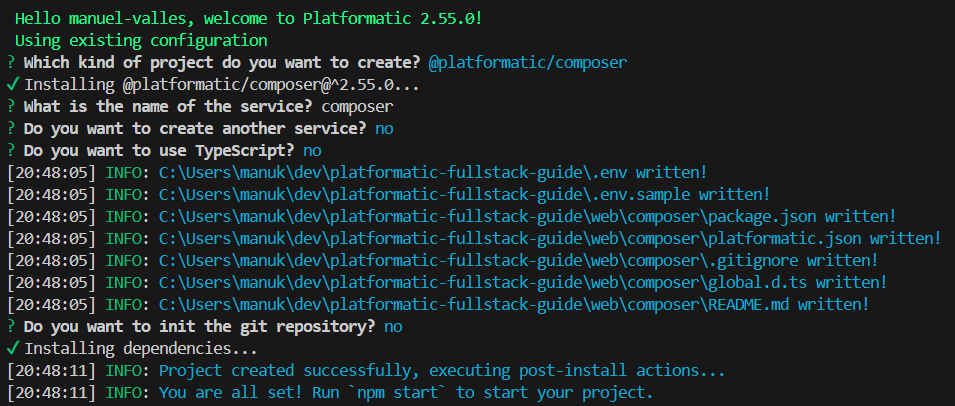 Hello manuel-valles, welcome to Platformatic 2.55.0!
Using existing configuration
? Which kind of project do you want to create? @platformatic/composer
✔ Installing @platformatic/composer@^2.55.0...
? What is the name of the service? composer
? Do you want to create another service? no
? Do you want to use TypeScript? no
[20:48:05] INFO: C:\Users\manuk\dev\platformatic-fullstack-guide\.env written!
[20:48:05] INFO: C:\Users\manuk\dev\platformatic-fullstack-guide\.env.sample written!
[20:48:05] INFO: C:\Users\manuk\dev\platformatic-fullstack-guide\web\composer\package.json written!
[20:48:05] INFO: C:\Users\manuk\dev\platformatic-fullstack-guide\web\composer\platformatic.json written!
[20:48:05] INFO: C:\Users\manuk\dev\platformatic-fullstack-guide\web\composer\.gitignore written!
[20:48:05] INFO: C:\Users\manuk\dev\platformatic-fullstack-guide\web\composer\global.d.ts written!
[20:48:05] INFO: C:\Users\manuk\dev\platformatic-fullstack-guide\web\composer\README.md written!
? Do you want to init the git repository? no
✔ Installing dependencies...
[20:48:11] INFO: Project created successfully, executing post-install actions...
[20:48:11] INFO: You are all set! Run `npm start` to start your project.